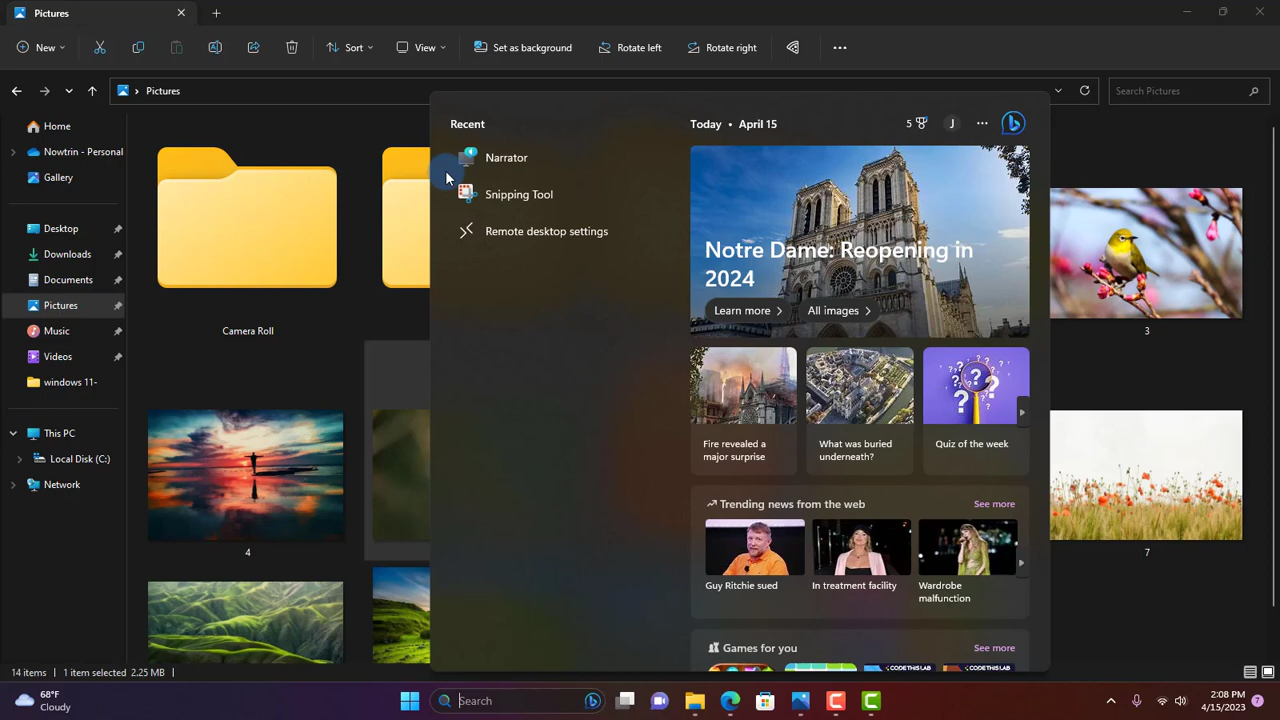 Pictures
New
Sort
View
Set as background
Rotate left
Rotate right
Pictures
Search Pictures
Home
Nowtrin - Personal
Gallery
Desktop
Downloads
Documents
Pictures
Music
Videos
windows 11-
This PC
Local Disk (C:)
Network
Camera Roll
3
4
7
14 items
1 item selected 2.25 MB
Recent
Narrator
Snipping Tool
Remote desktop settings
Today • April 15
5
J
Notre Dame: Reopening in
2024
Learn more
All images
Fire revealed a
major surprise
What was buried
underneath?
Quiz of the week
Trending news from the web
See more
Guy Ritchie sued
In treatment facility
Wardrobe
malfunction
Games for you
See more
CODETHISLAB
CODETHISLAB
68°F
Cloudy
Search
2:08 PM
4/15/2023
7